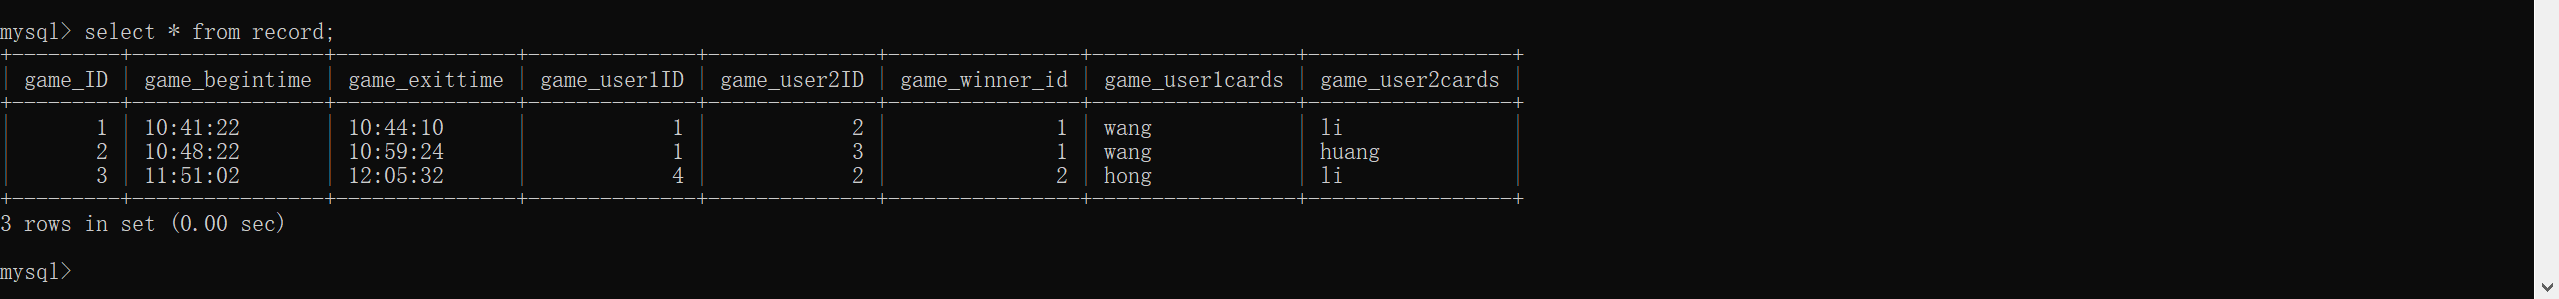 mysql> select * from record;
+---------+----------------+---------------+--------------+--------------+----------------+-----------------+-----------------+
| game_ID | game_begintime | game_exittime | game_user1ID | game_user2ID | game_winner_id | game_user1cards | game_user2cards |
+---------+----------------+---------------+--------------+--------------+----------------+-----------------+-----------------+
|       1 | 10:41:22       | 10:44:10      |            1 |            2 |              1 | wang            | li              |
|       2 | 10:48:22       | 10:59:24      |            1 |            3 |              1 | wang            | huang           |
|       3 | 11:51:02       | 12:05:32      |            4 |            2 |              2 | hong            | li              |
+---------+----------------+---------------+--------------+--------------+----------------+-----------------+-----------------+
3 rows in set (0.00 sec)
mysql>